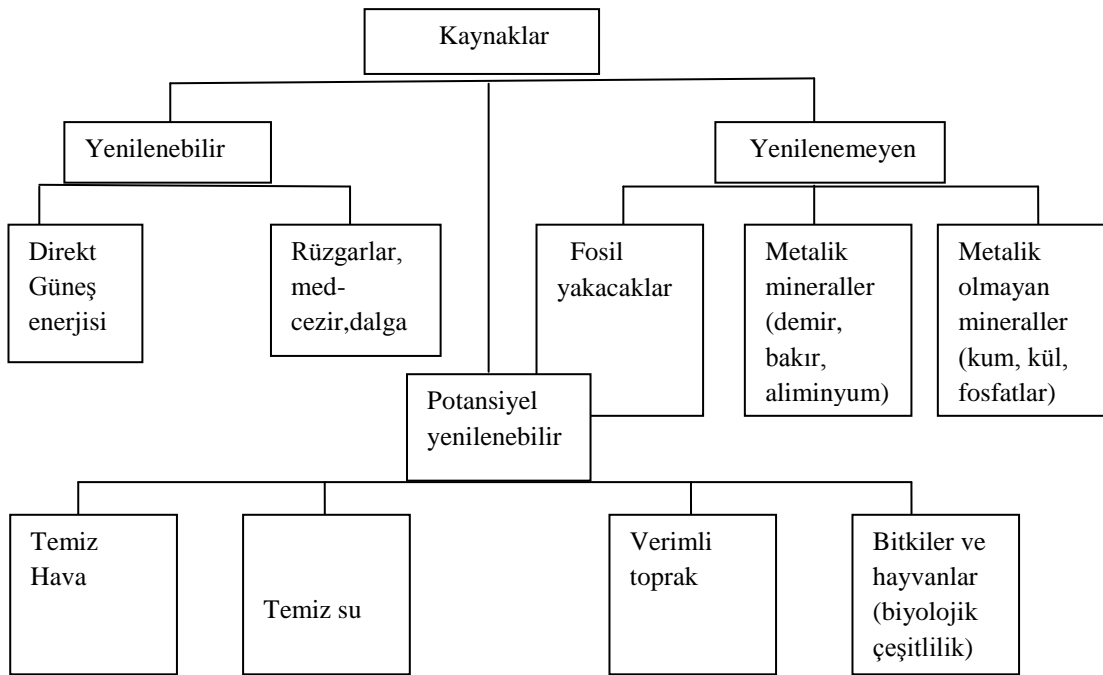 Kaynaklar
Yenilenebilir
Yenilenemeyen
Direkt
Güneş
enerjisi
Rüzgarlar,
med-
cezir,dalga
Fosil
yakacaklar
Metalik
mineraller
(demir,
bakır,
aliminyum)
Metalik
olmayan
mineraller
(kum, kül,
fosfatlar)
Potansiyel
yenilenebilir
Temiz
Hava
Temiz su
Verimli
toprak
Bitkiler ve
hayvanlar
(biyolojik
çeşitlilik)